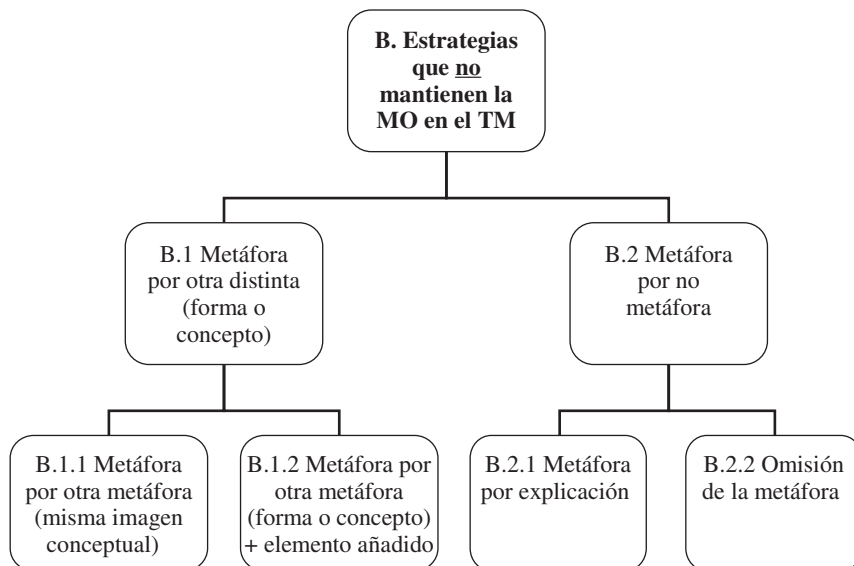 B. Estrategias
que no
mantienen la
MO en el TM
B.1 Metáfora
por otra distinta
(forma o
concepto)
B.2 Metáfora
por no
metáfora
B.1.1 Metáfora
por otra metáfora
(misma imagen
conceptual)
B.1.2 Metáfora por
otra metáfora
(forma o concepto)
+ elemento añadido
B.2.1 Metáfora
por explicación
B.2.2 Omisión
de la metáfora